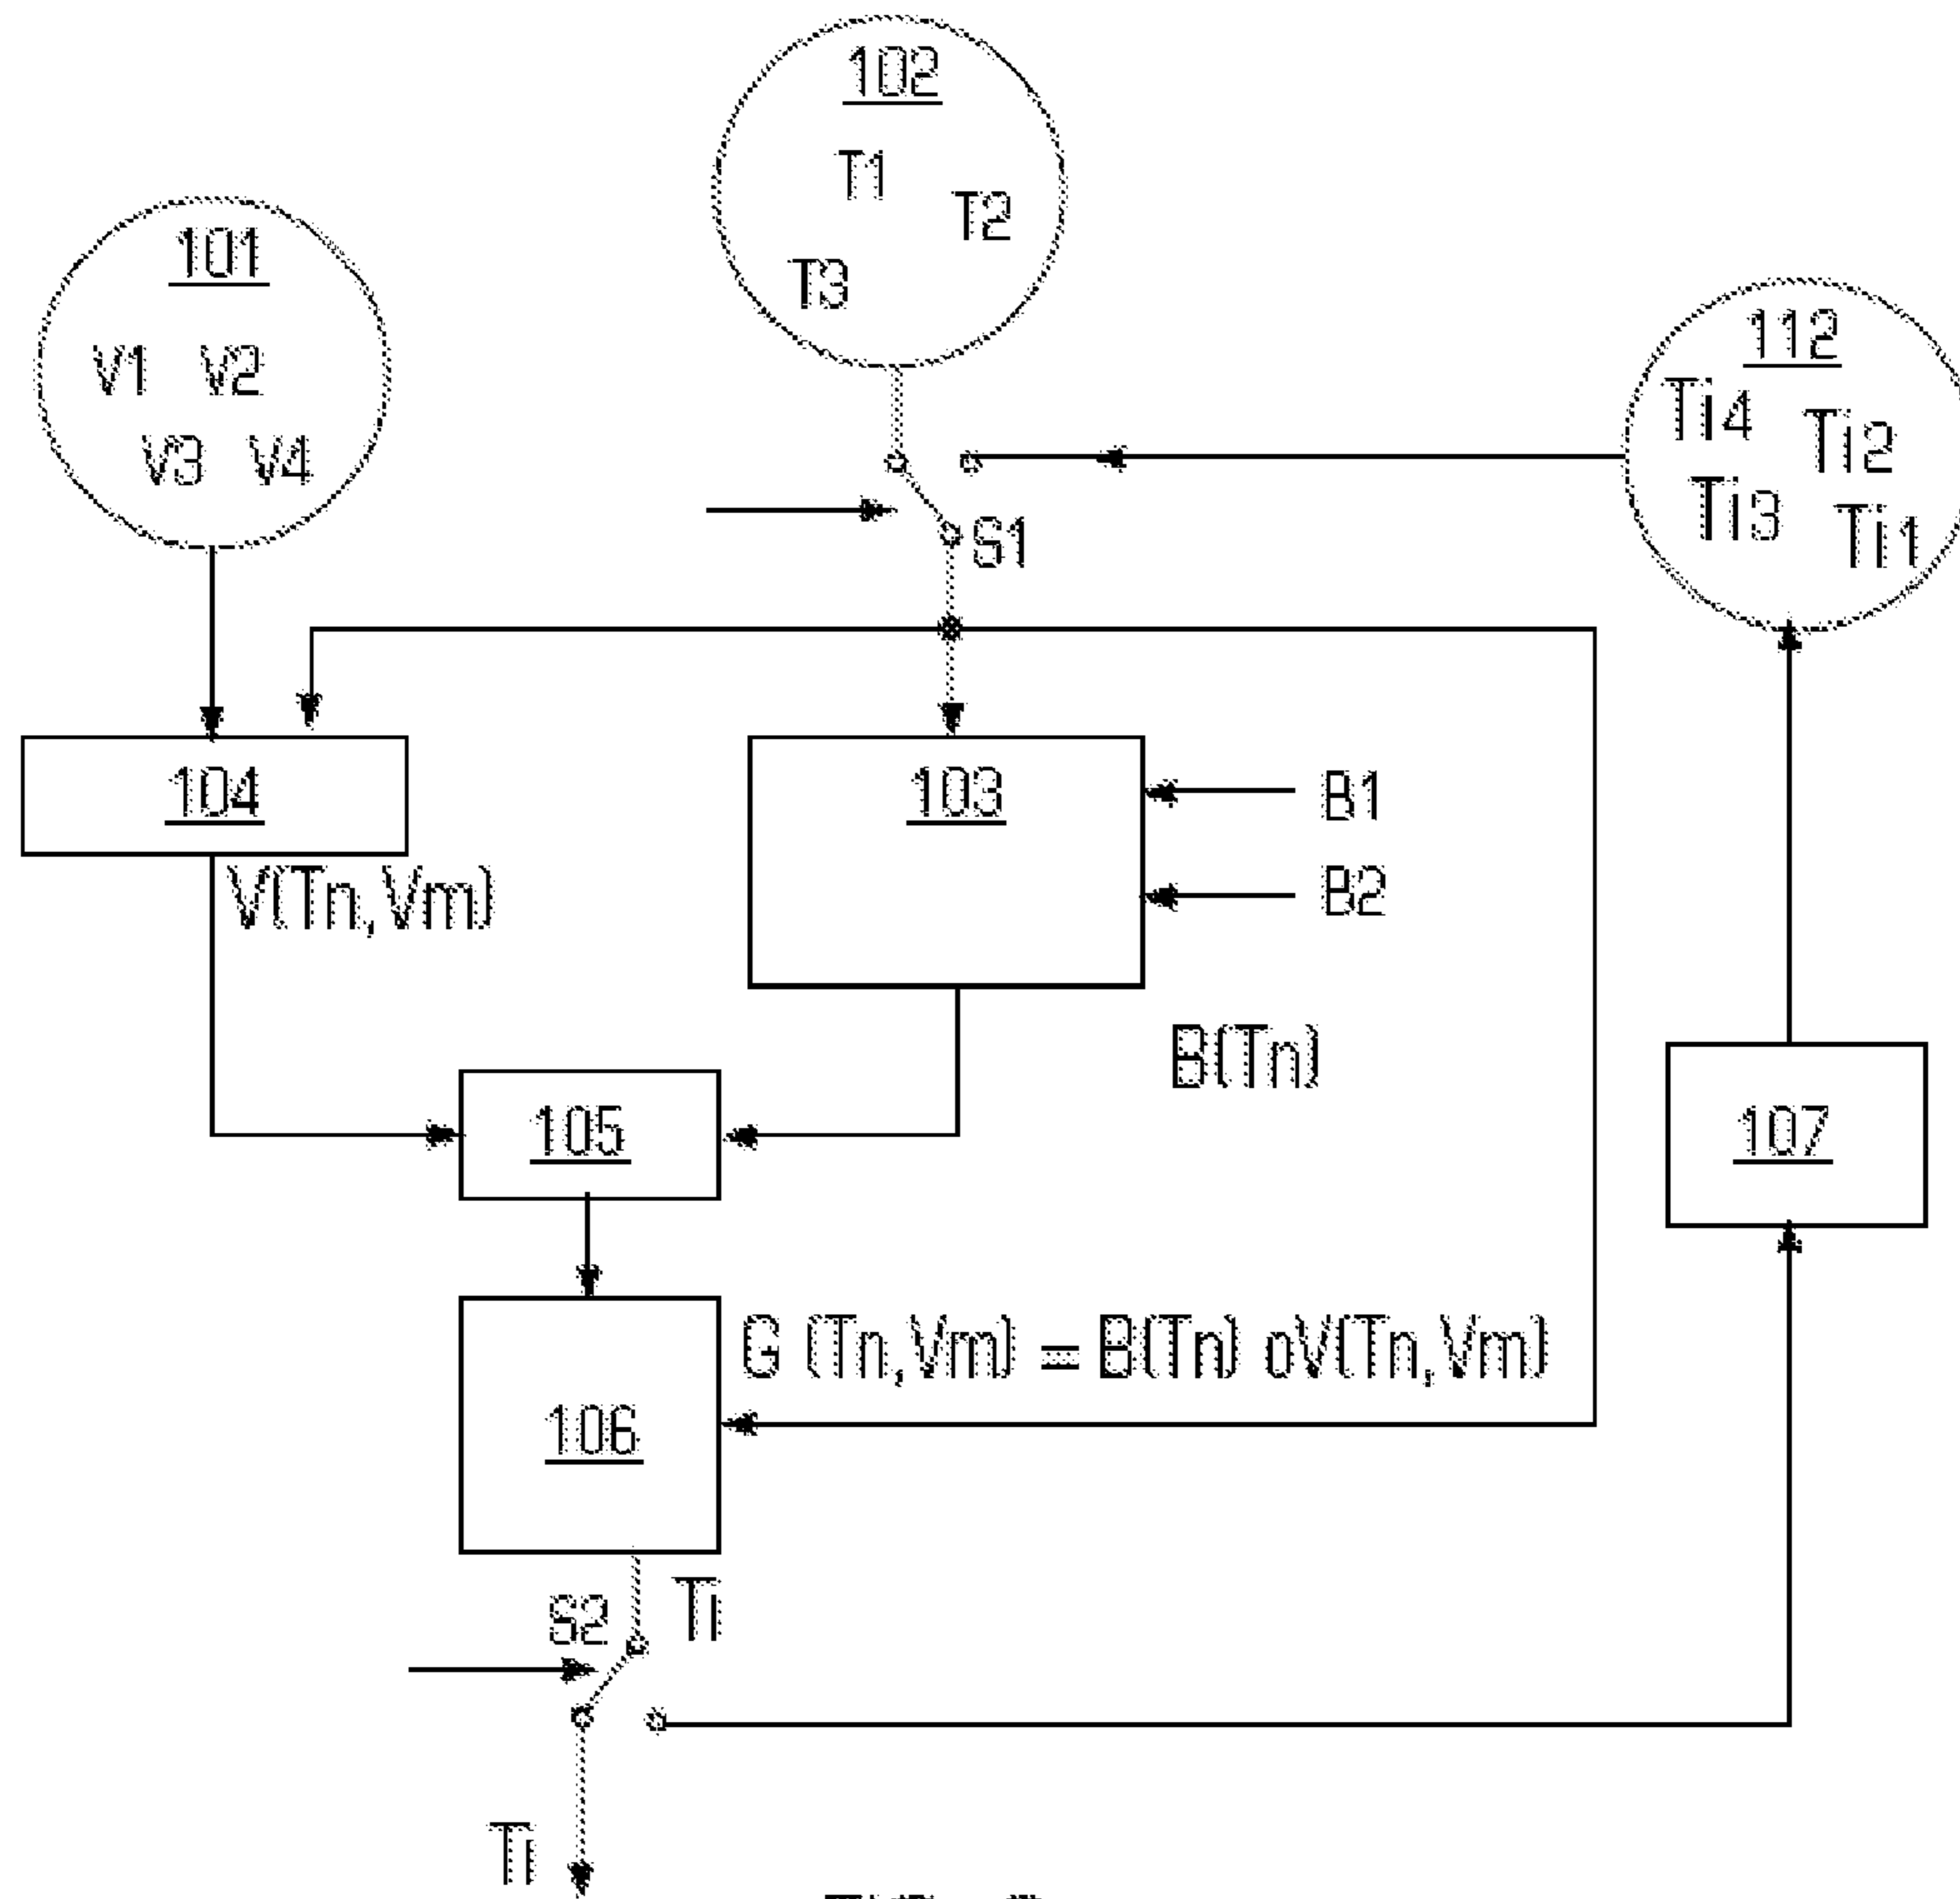 102
T1
T2
T3
101
V1 V2
V3 V4
112
Ti4
Ti2
Ti3
Ti1
S1
104
103
B1
B2
V(Tn,Vm)
B(Tn)
105
107
G (Tn,Vm) = B(Tn) oV(Tn,Vm)
106
S2
Ti
Ti